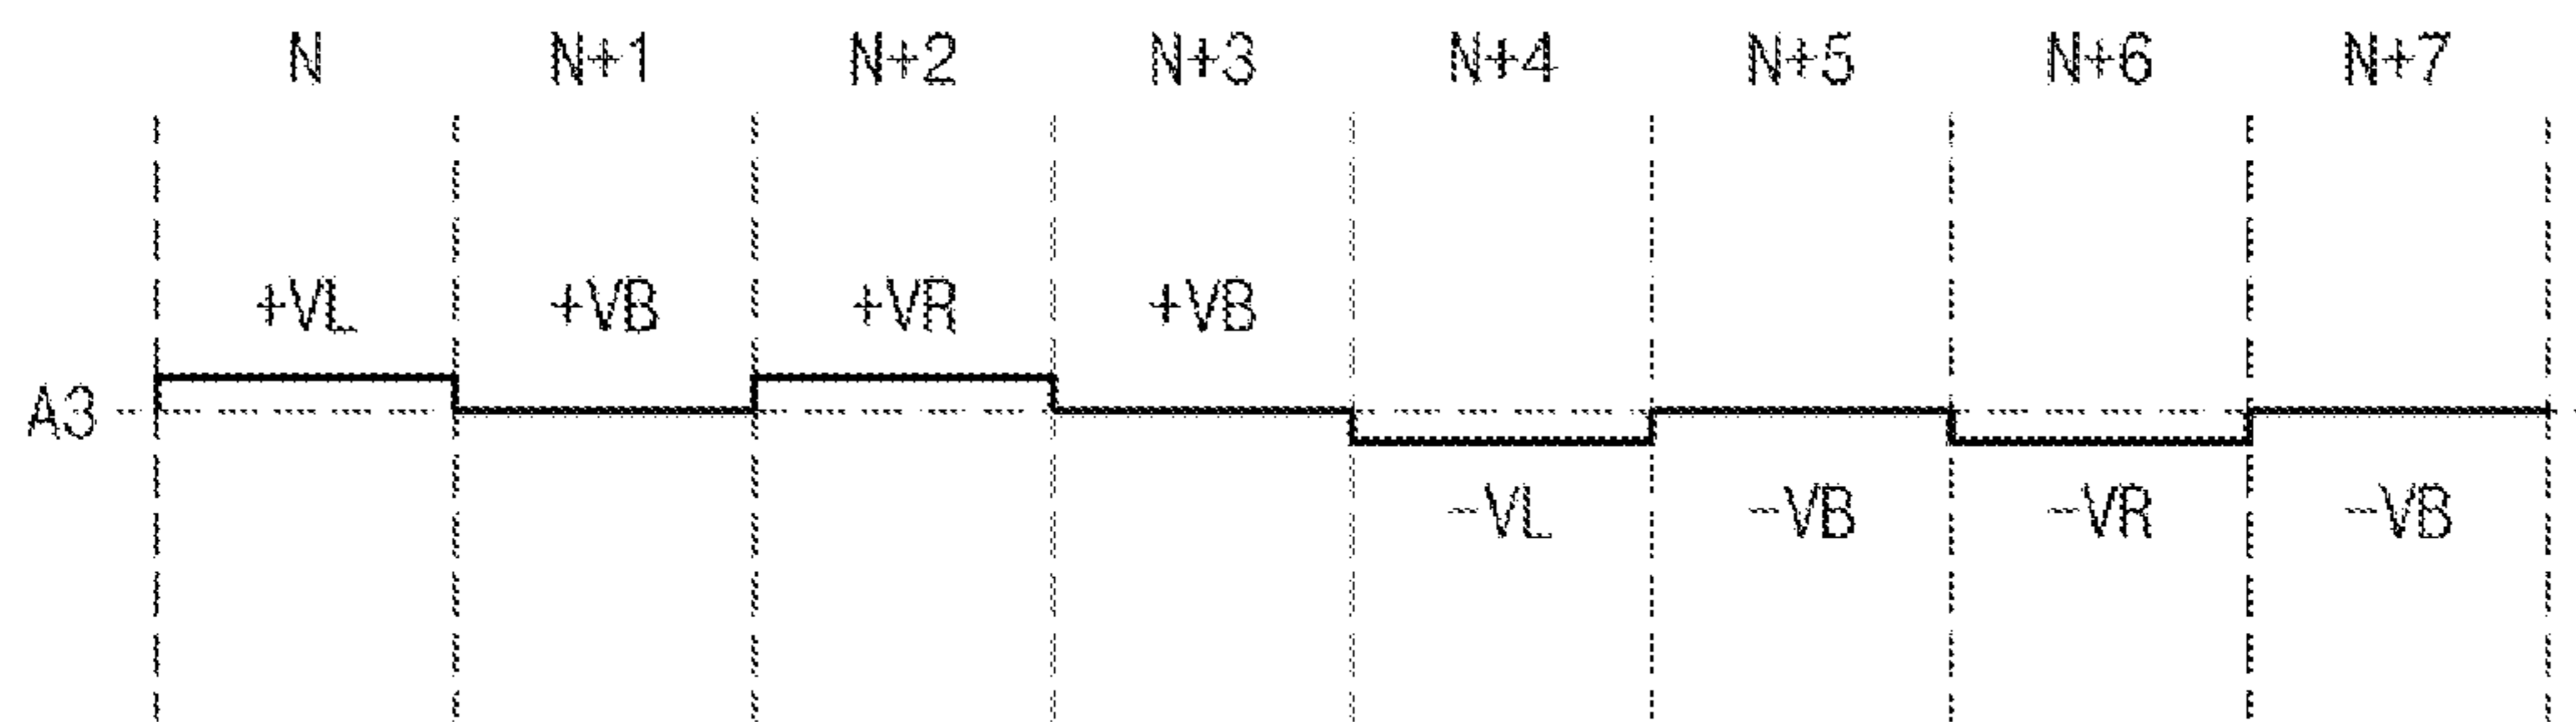 N N+1 N+2 N+3 N+4 N+5 N+6 N+7
+VL +VB +VR +VB
A3
-VL -VB -VR -VB